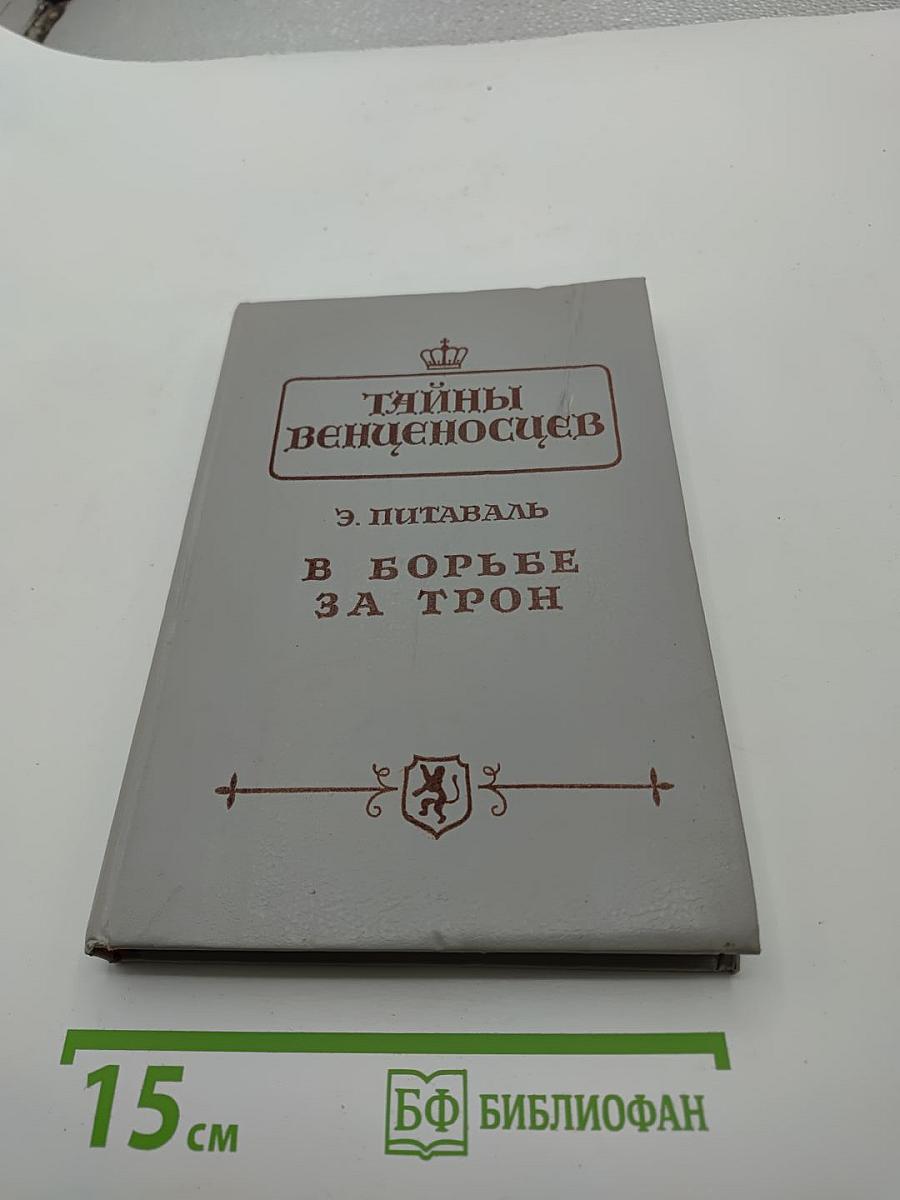 ТАЙНЫ
ВЕНЦЕНОСЦЕВ
Э. ПИТАВАЛЬ
В БОРЬБЕ
ЗА ТРОН
15 см
БФ БИБЛИОФАН